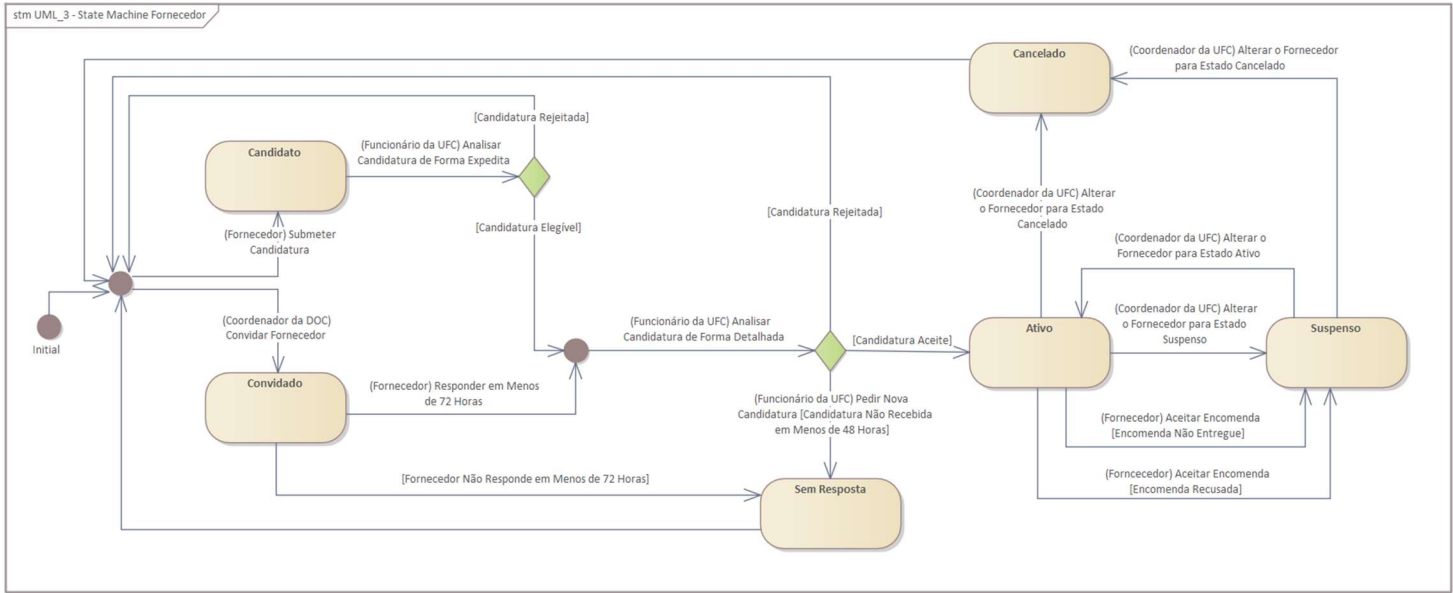 stm UML_3 - State Machine Fornecedor
Cancelado
(Coordenador da UFC) Alterar o Fornecedor
para Estado Cancelado
[Candidatura Rejeitada]
Candidato
(Funcionário da UFC) Analisar
Candidatura de Forma Expedita
(Coordenador da UFC) Alterar
o Fornecedor para Estado
Cancelado
[Candidatura Rejeitada]
[Candidatura Elegível]
(Fornecedor) Submeter
Candidatura
(Coordenador da UFC) Alterar o
Fornecedor para Estado Ativo
Initial
(Coordenador da DOC)
Convidar Fornecedor
(Funcionário da UFC) Analisar
Candidatura de Forma Detalhada
[Candidatura Aceite]
Ativo
(Coordenador da UFC) Alterar
o Fornecedor para Estado
Suspenso
Suspenso
Convidado
(Fornecedor) Responder em Menos
de 72 Horas
(Funcionário da UFC) Pedir Nova
Candidatura [Candidatura Não Recebida
em Menos de 48 Horas]
(Fornecedor) Aceitar Encomenda
[Encomenda Não Entregue]
[Fornecedor Não Responde em Menos de 72 Horas]
(Forncecedor) Aceitar Encomenda
[Encomenda Recusada]
Sem Resposta